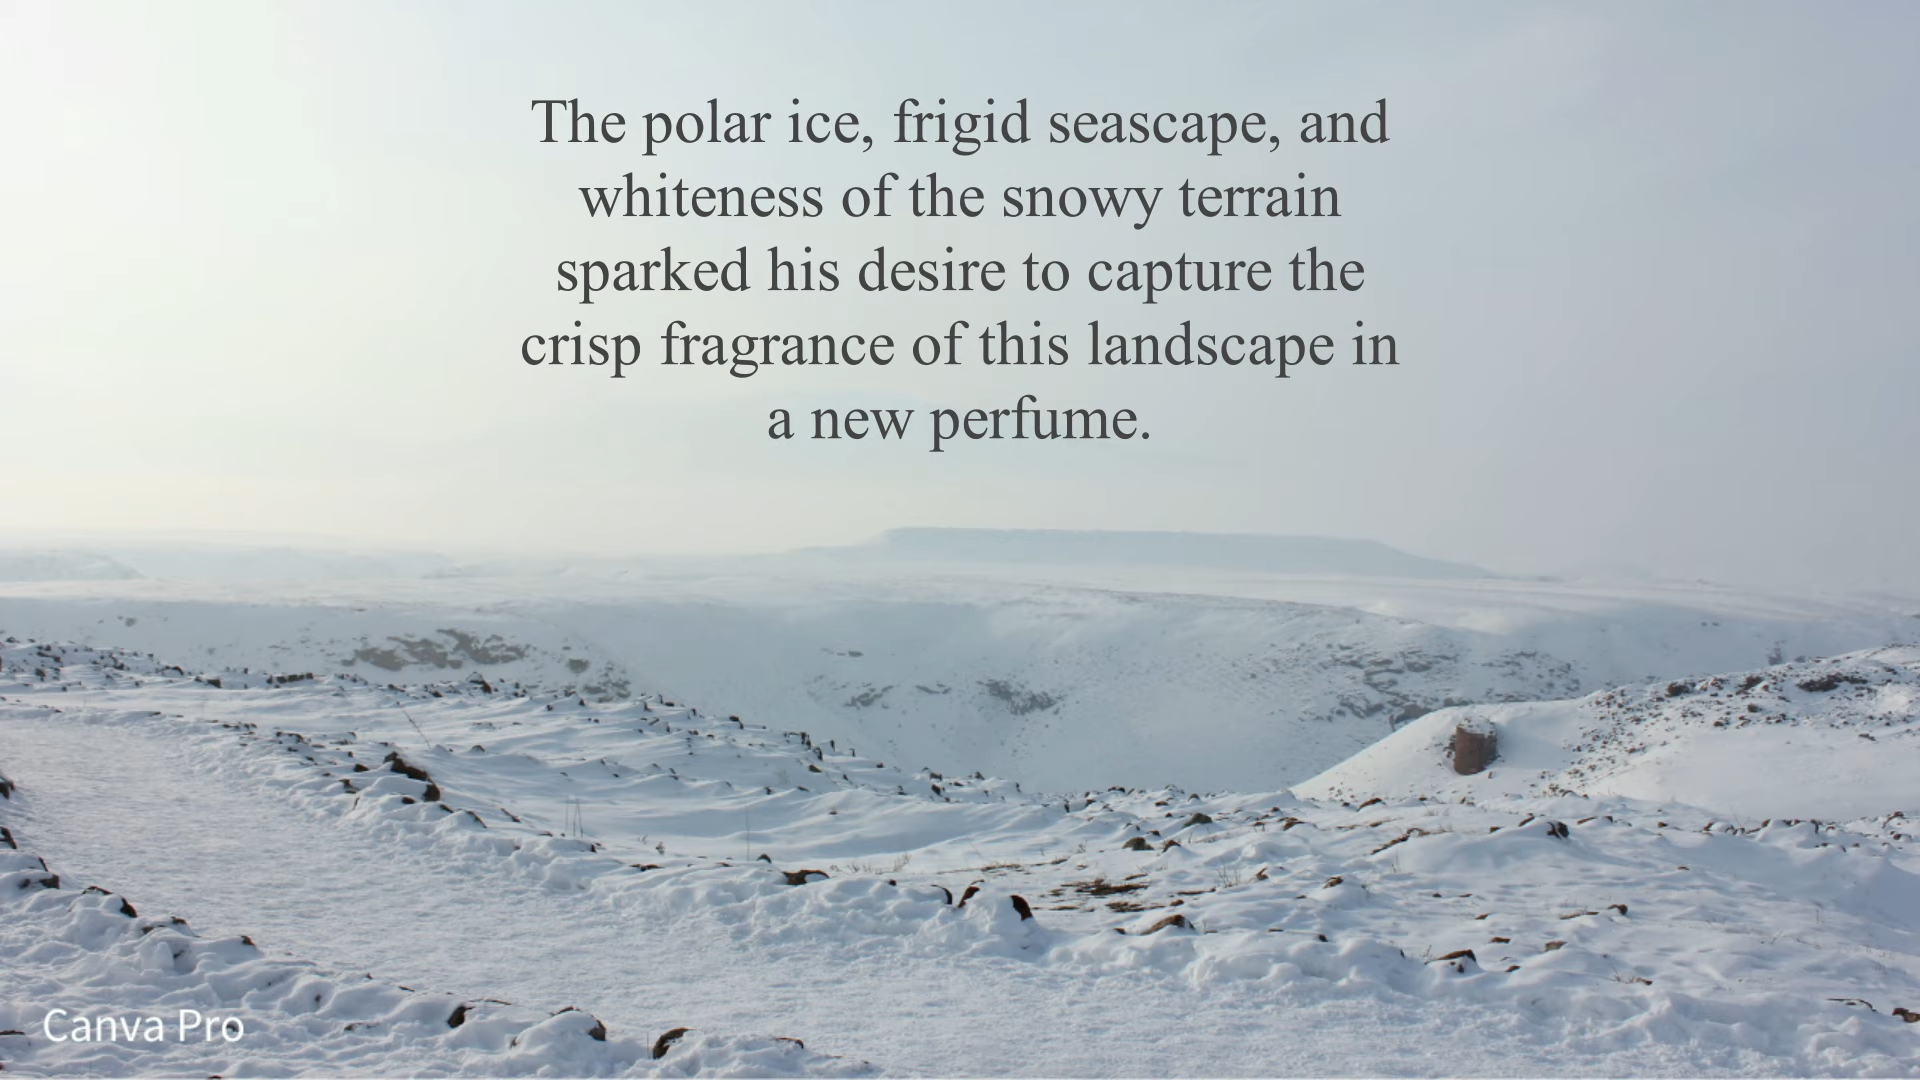 The polar ice, frigid seascape, and
whiteness of the snowy terrain
sparked his desire to capture the
crisp fragrance of this landscape in
a new perfume.
Canva Pro